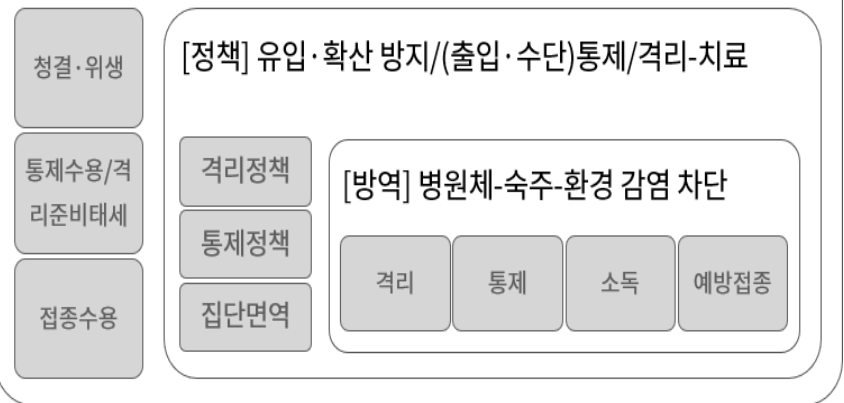 청결·위생
통제수용/격
리준비태세
접종수용
[정책] 유입·확산 방지/(출입·수단)통제/격리-치료
격리정책
통제정책
집단면역
[방역] 병원체-숙주-환경 감염 차단
격리
통제
소독
예방접종